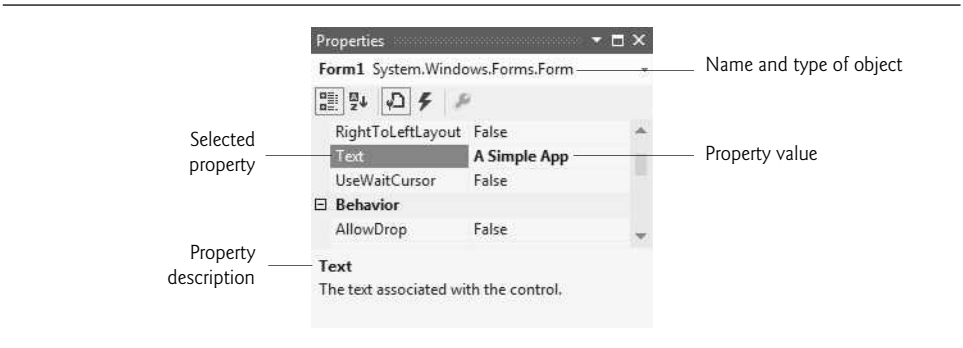 Properties
Form1 System.Windows.Forms.Form
Name and type of object
RightToLeftLayout False
Selected
property
Text A Simple App
Property value
UseWaitCursor False
Behavior
AllowDrop False
Property
description
Text
The text associated with the control.